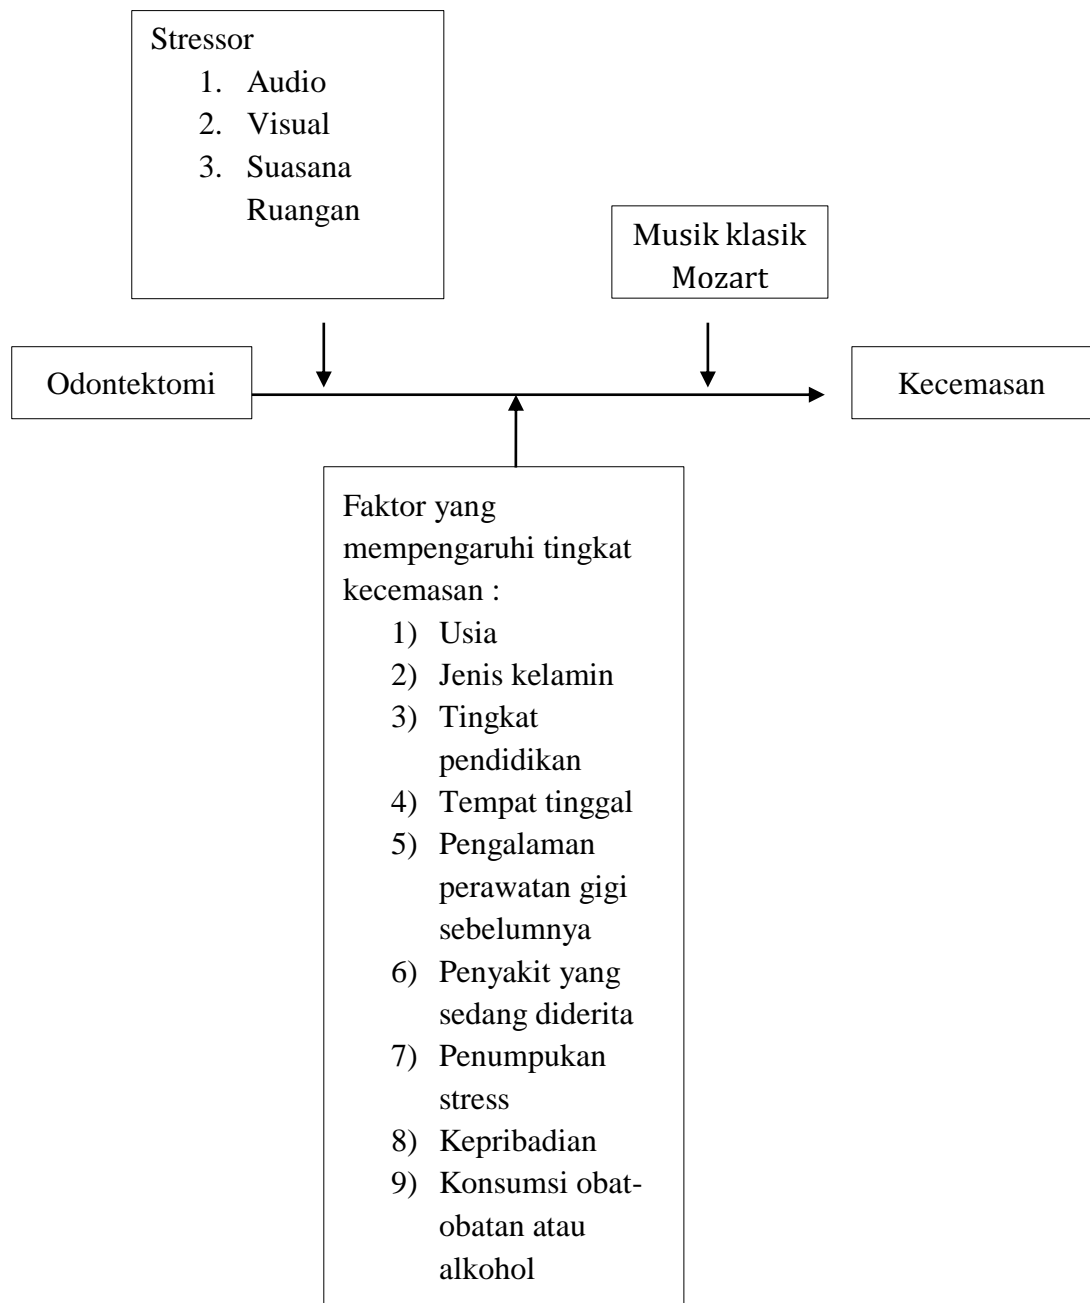 Stressor
1. Audio
2. Visual
3. Suasana
Ruangan
Musik klasik
Mozart
Odontektomi
Kecemasan
Faktor yang
mempengaruhi tingkat
kecemasan :
1) Usia
2) Jenis kelamin
3) Tingkat
pendidikan
4) Tempat tinggal
5) Pengalaman
perawatan gigi
sebelumnya
6) Penyakit yang
sedang diderita
7) Penumpukan
stress
8) Kepribadian
9) Konsumsi obat-
obatan atau
alkohol